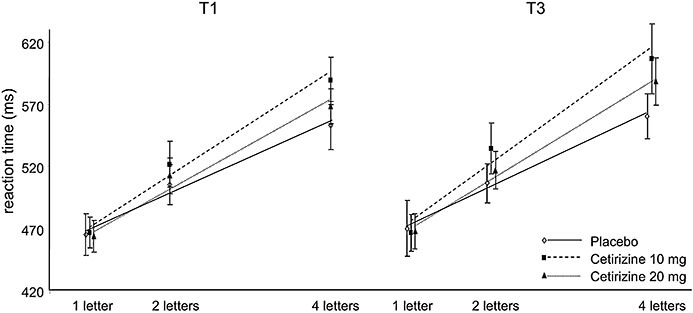 T1
T3
reaction time (ms)
620
570
520
470
420
1 letter
2 letters
4 letters
1 letter
2 letters
4 letters
Placebo
Cetirizine 10 mg
Cetirizine 20 mg